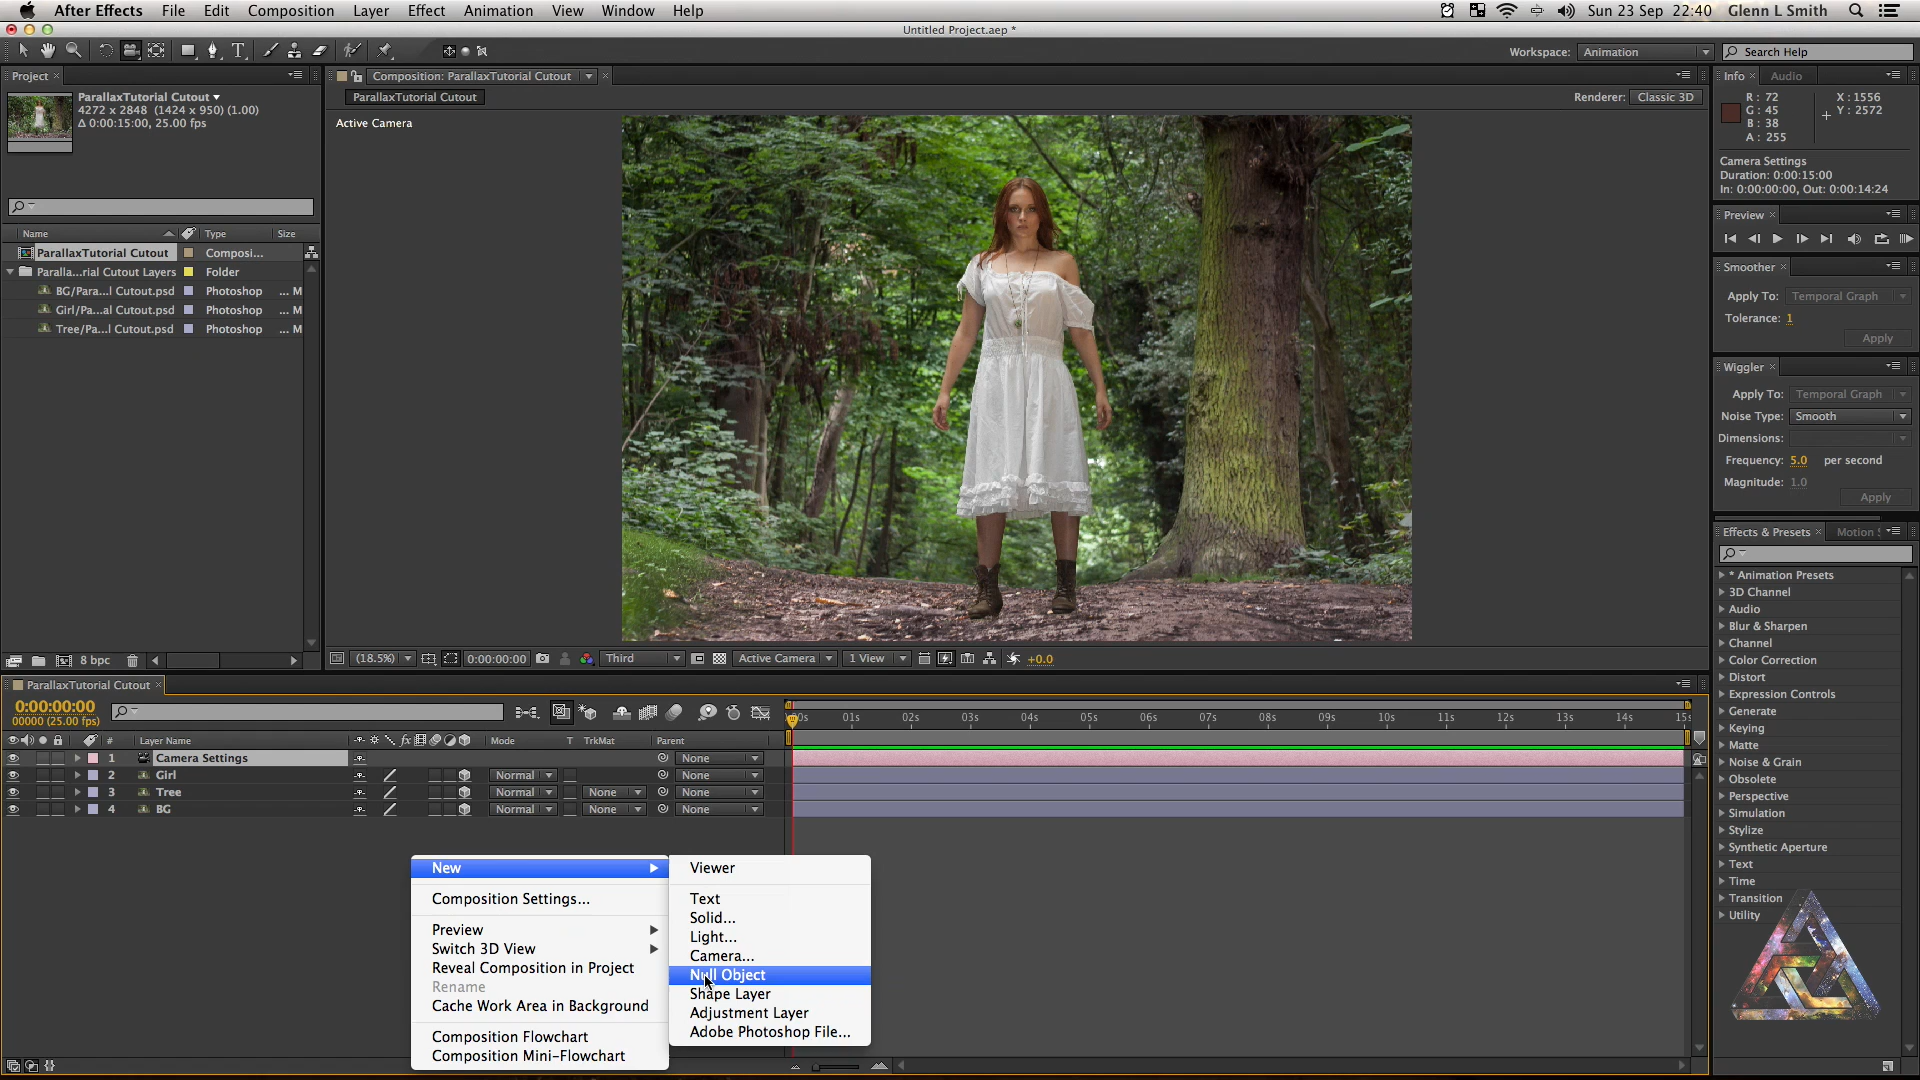 After Effects File Edit Composition Layer Effect Animation View Window Help
Sun 23 Sep 22:40 Glenn L Smith
Untitled Project.aep *
Workspace: Animation
Search Help
Project
ParallaxTutorial Cutout
4272 x 2848 (1424 x 950) (1.00)
Δ 0:00:15:00, 25.00 fps
Name Type Size
ParallaxTutorial Cutout Composi...
Paralla...rial Cutout Layers Folder
BG/Para...l Cutout.psd Photoshop ... M
Girl/Pa...al Cutout.psd Photoshop ... M
Tree/Pa...l Cutout.psd Photoshop ... M
8 bpc
Composition: ParallaxTutorial Cutout
ParallaxTutorial Cutout
Renderer: Classic 3D
Active Camera
(18.5%) 0:00:00:00 Third Active Camera 1 View +0.0
Info Audio
R: 72
G: 45
B: 38
A: 255
X: 1556
Y: 2572
Camera Settings
Duration: 0:00:15:00
In: 0:00:00:00, Out: 0:00:14:24
Preview
Smoother
Apply To: Temporal Graph
Tolerance: 1
Apply
Wiggler
Apply To: Temporal Graph
Noise Type: Smooth
Dimensions:
Frequency: 5.0 per second
Magnitude: 1.0
Apply
Effects & Presets Motion
* Animation Presets
3D Channel
Audio
Blur & Sharpen
Channel
Color Correction
Distort
Expression Controls
Generate
Keying
Matte
Noise & Grain
Obsolete
Perspective
Simulation
Stylize
Synthetic Aperture
Text
Time
Transition
Utility
ParallaxTutorial Cutout
0:00:00:00
00000 (25.00 fps)
01s 02s 03s 04s 05s 06s 07s 08s 09s 10s 11s 12s 13s 14s
# Layer Name fx Mode T TrkMat Parent
1 Camera Settings None
2 Girl Normal None
3 Tree Normal None None
4 BG Normal None None
New
Composition Settings...
Preview
Switch 3D View
Reveal Composition in Project
Rename
Cache Work Area in Background
Composition Flowchart
Composition Mini-Flowchart
Viewer
Text
Solid...
Light...
Camera...
Null Object
Shape Layer
Adjustment Layer
Adobe Photoshop File...